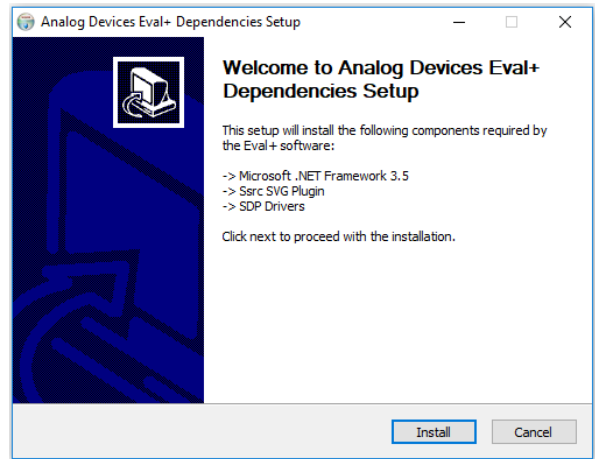 Analog Devices Eval+ Dependencies Setup
Welcome to Analog Devices Eval+
Dependencies Setup
This setup will install the following components required by
the Eval+ software:
-> Microsoft .NET Framework 3.5
-> Ssrc SVG Plugin
-> SDP Drivers
Click next to proceed with the installation.
Install
Cancel